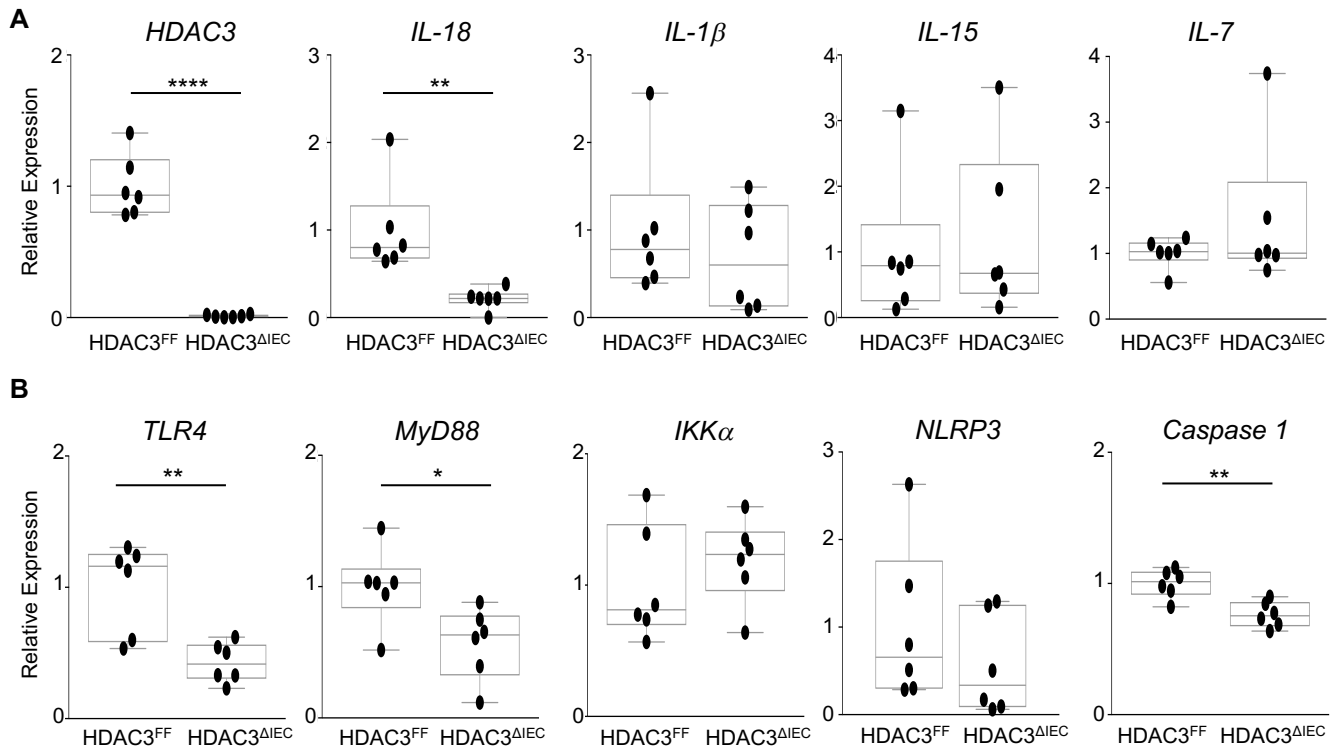 A
HDAC3 IL-18 IL-1β IL-15 IL-7
Relative Expression
2
1
0
****
HDAC3FF HDAC3ΔIEC
3
2
1
0
**
HDAC3FF HDAC3ΔIEC
3
2
1
0
HDAC3FF HDAC3ΔIEC
4
3
2
1
0
HDAC3FF HDAC3ΔIEC
4
3
2
1
0
HDAC3FF HDAC3ΔIEC
B
TLR4 MyD88 IKKα NLRP3 Caspase 1
Relative Expression
2
1
0
**
HDAC3FF HDAC3ΔIEC
2
1
0
*
HDAC3FF HDAC3ΔIEC
2
1
0
HDAC3FF HDAC3ΔIEC
3
2
1
0
HDAC3FF HDAC3ΔIEC
2
1
0
**
HDAC3FF HDAC3ΔIEC